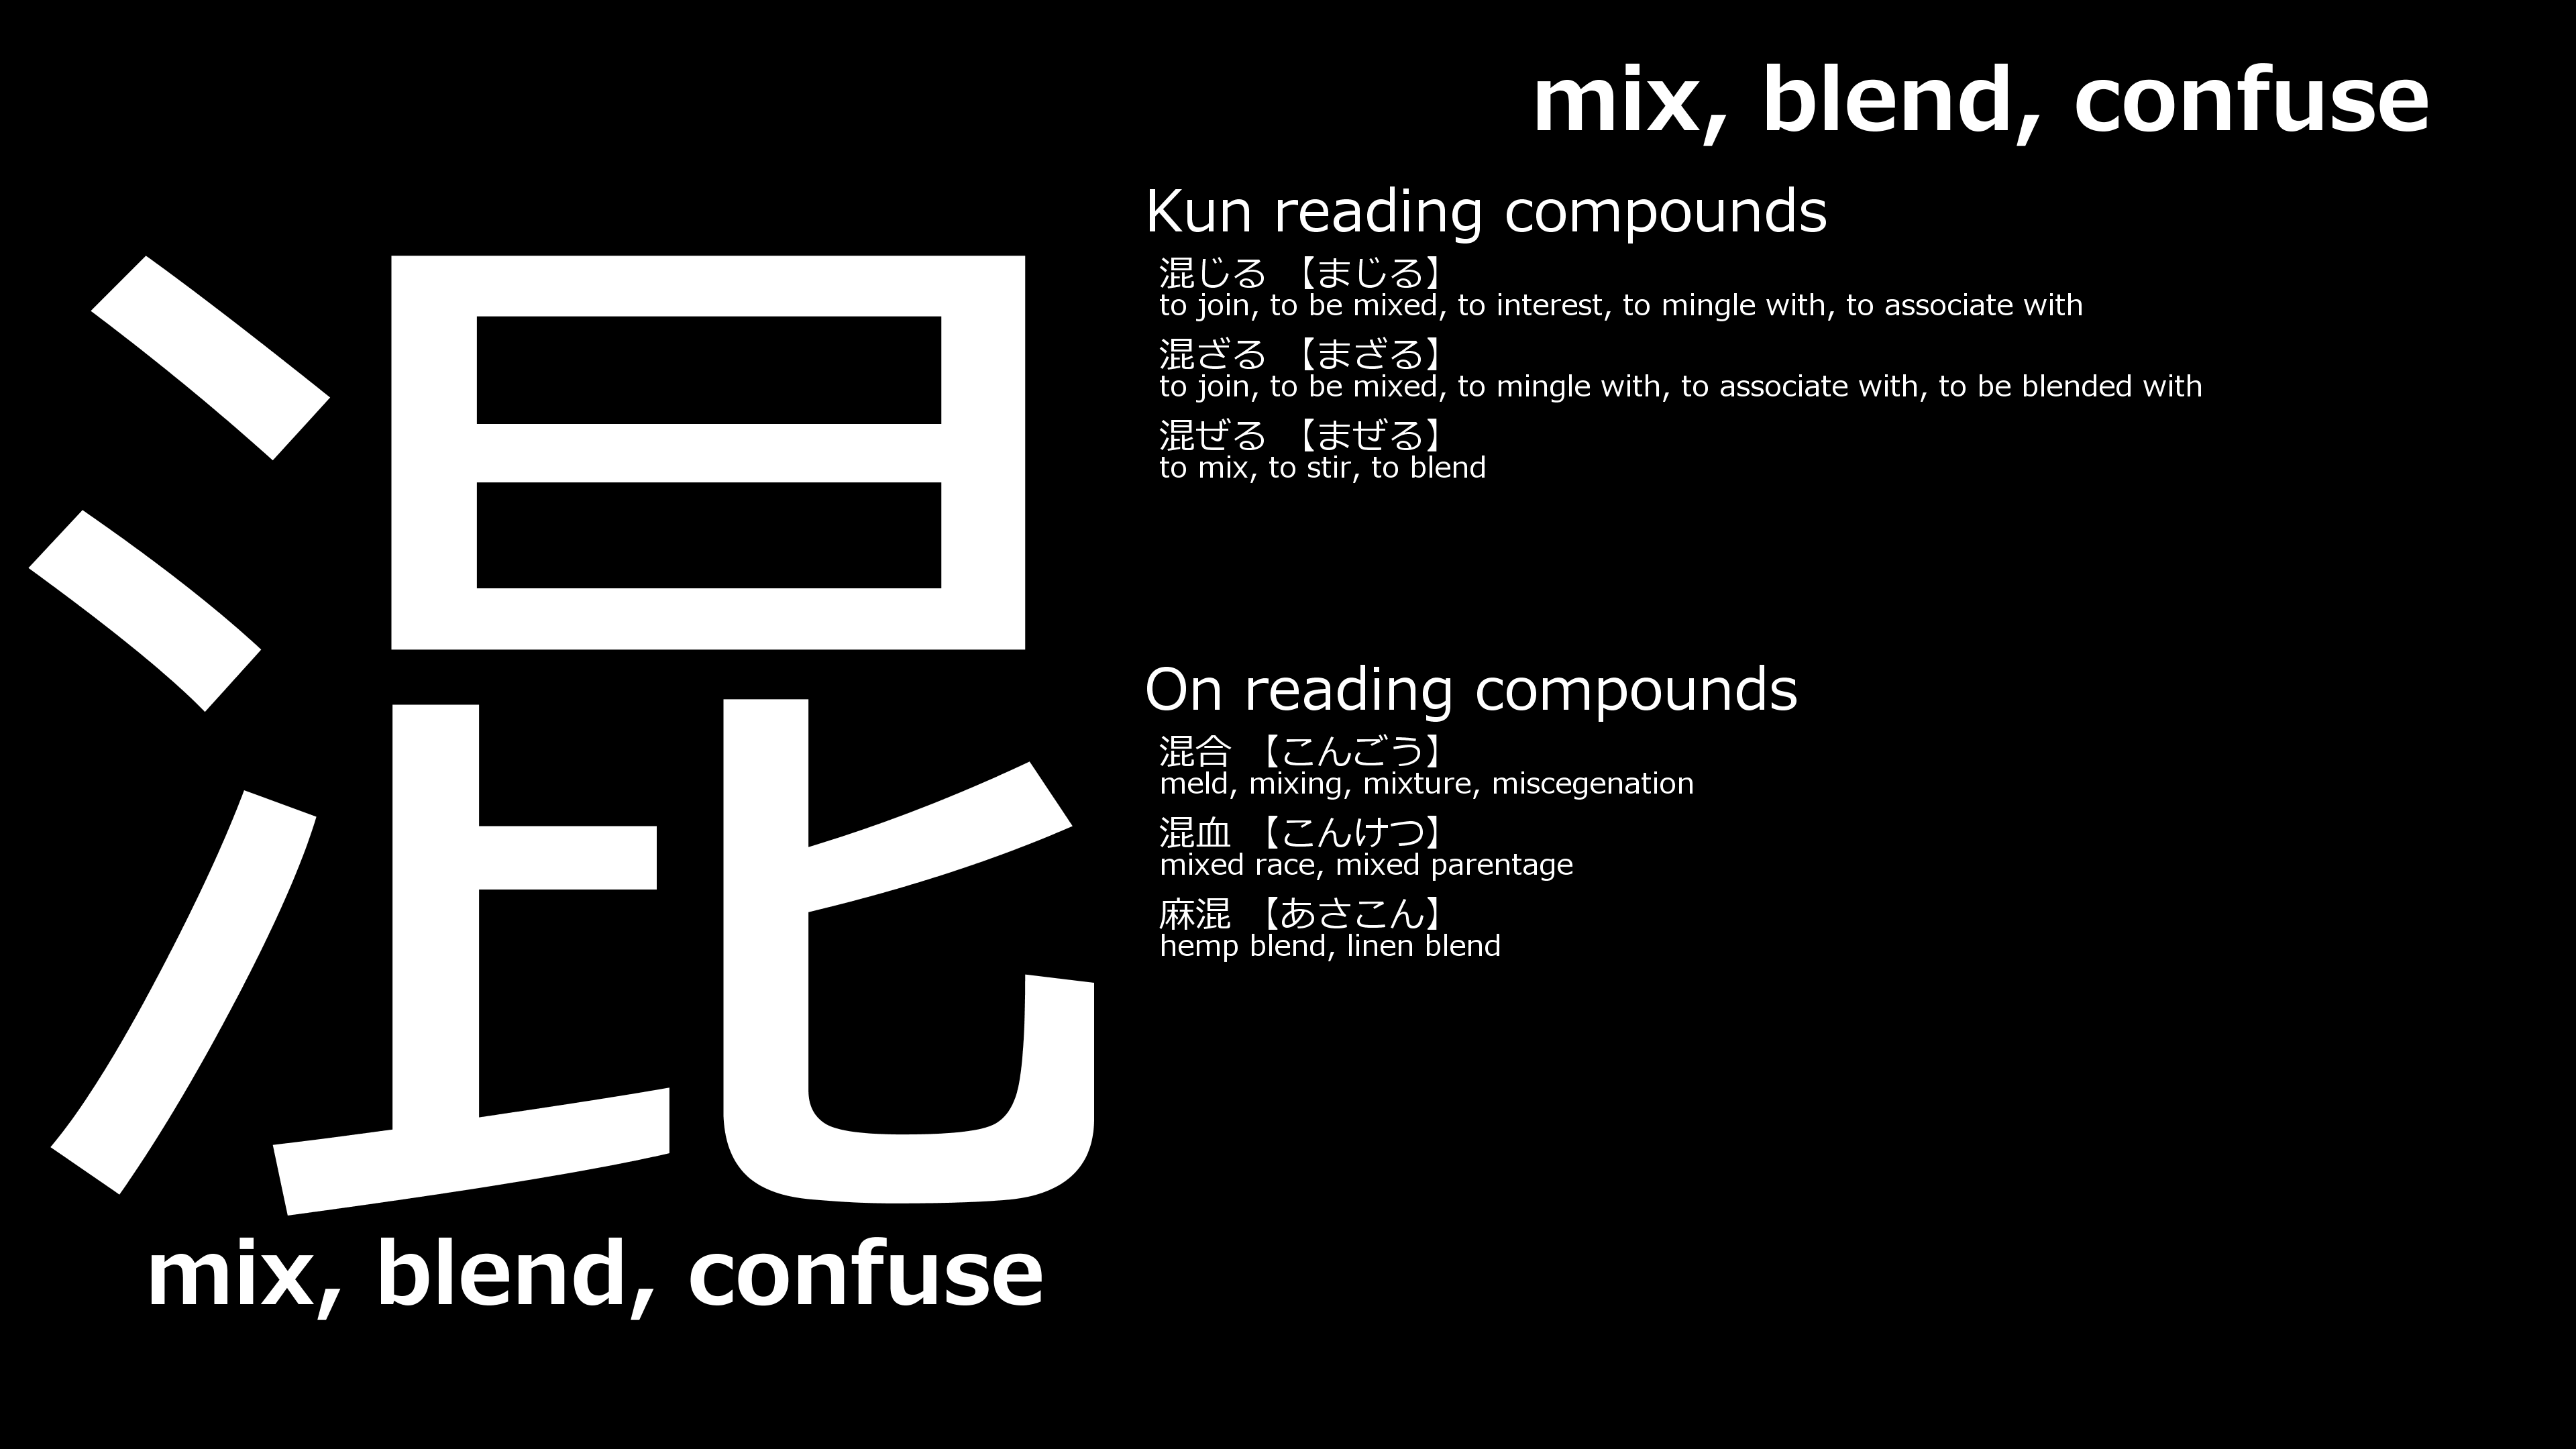 混
mix, blend, confuse
mix, blend, confuse
Kun reading compounds
混じる 【まじる】
to join, to be mixed, to interest, to mingle with, to associate with
混ざる 【まざる】
to join, to be mixed, to mingle with, to associate with, to be blended with
混ぜる 【まぜる】
to mix, to stir, to blend
On reading compounds
混合 【こんごう】
meld, mixing, mixture, miscegenation
混血 【こんけつ】
mixed race, mixed parentage
麻混 【あさこん】
hemp blend, linen blend